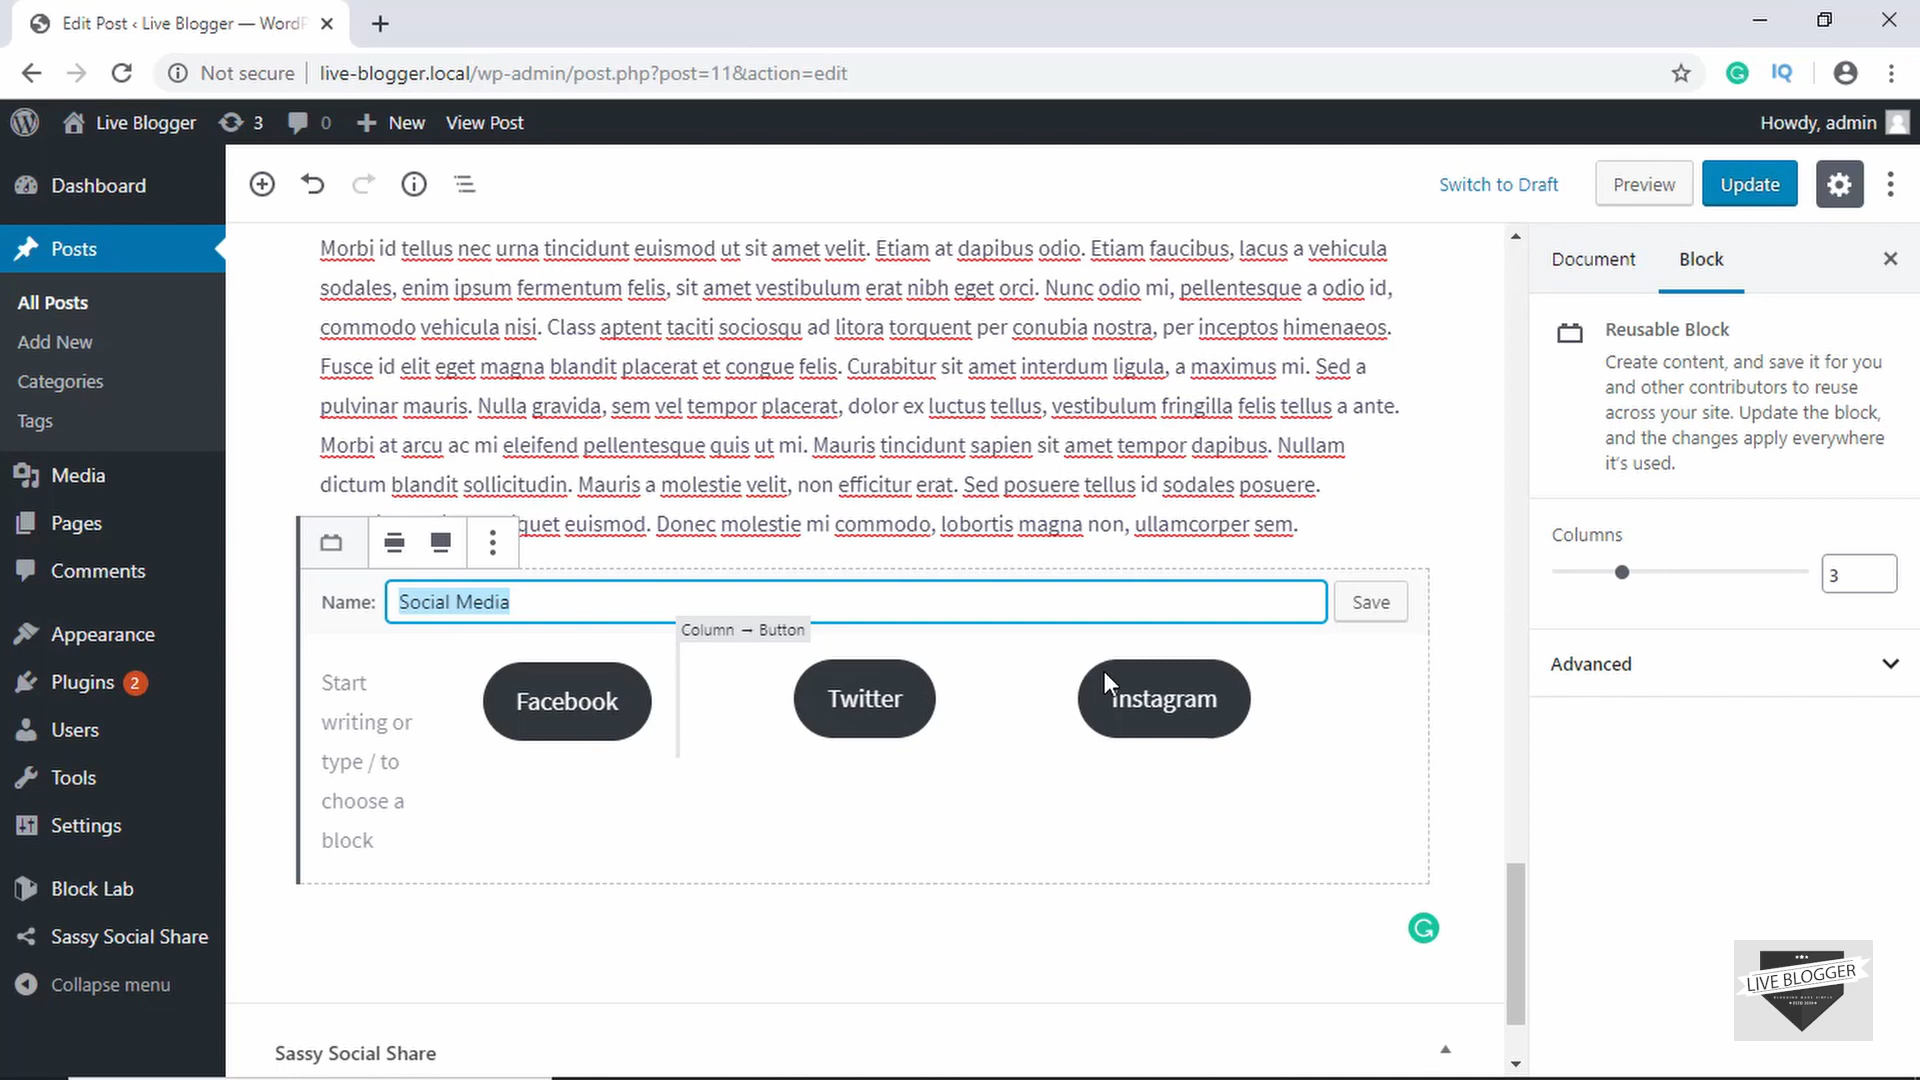 Edit Post ‹ Live Blogger — WordP
Not secure
live-blogger.local/wp-admin/post.php?post=11&action=edit
IQ
Live Blogger
3
0
New
View Post
Howdy, admin
Dashboard
Posts
All Posts
Add New
Categories
Tags
Media
Pages
Comments
Appearance
Plugins 2
Users
Tools
Settings
Block Lab
Sassy Social Share
Collapse menu
Switch to Draft
Preview
Update
Morbi id tellus nec urna tincidunt euismod ut sit amet velit. Etiam at dapibus odio. Etiam faucibus, lacus a vehicula
sodales, enim ipsum fermentum felis, sit amet vestibulum erat nibh eget orci. Nunc odio mi, pellentesque a odio id,
commodo vehicula nisi. Class aptent taciti sociosqu ad litora torquent per conubia nostra, per inceptos himenaeos.
Fusce id elit eget magna blandit placerat et congue felis. Curabitur sit amet interdum ligula, a maximus mi. Sed a
pulvinar mauris. Nulla gravida, sem vel tempor placerat, dolor ex luctus tellus, vestibulum fringilla felis tellus a ante.
Morbi at arcu ac mi eleifend pellentesque quis ut mi. Mauris tincidunt sapien sit amet tempor dapibus. Nullam
dictum blandit sollicitudin. Mauris a molestie velit, non efficitur erat. Sed posuere tellus id sodales posuere.
quet euismod. Donec molestie mi commodo, lobortis magna non, ullamcorper sem.
Name:
Social Media
Save
Column → Button
Start
writing or
type / to
choose a
block
Facebook
Twitter
Instagram
Sassy Social Share
Document
Block
Reusable Block
Create content, and save it for you
and other contributors to reuse
across your site. Update the block,
and the changes apply everywhere
it's used.
Columns
3
Advanced
LIVE BLOGGER